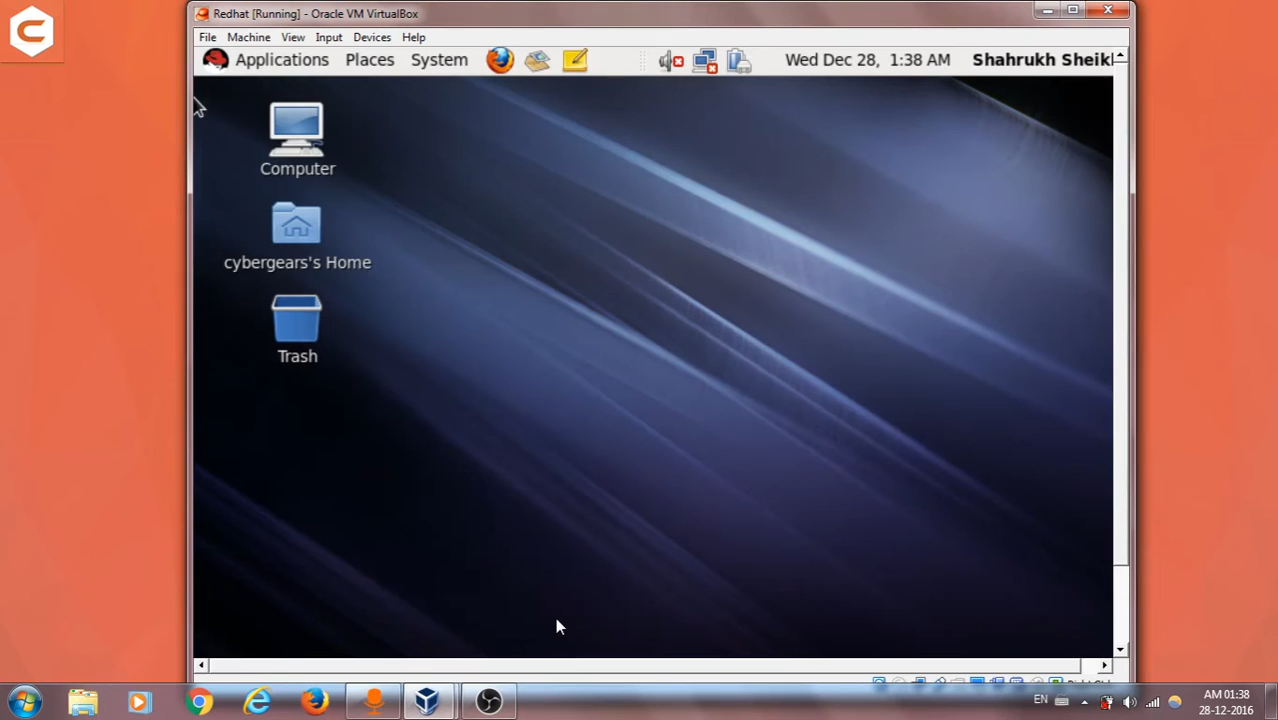 Redhat [Running] - Oracle VM VirtualBox
File Machine View Input Devices Help
Applications Places System Wed Dec 28, 1:38 AM Shahrukh Sheikh
Computer
cybergears's Home
Trash
EN
AM 01:38
28-12-2016